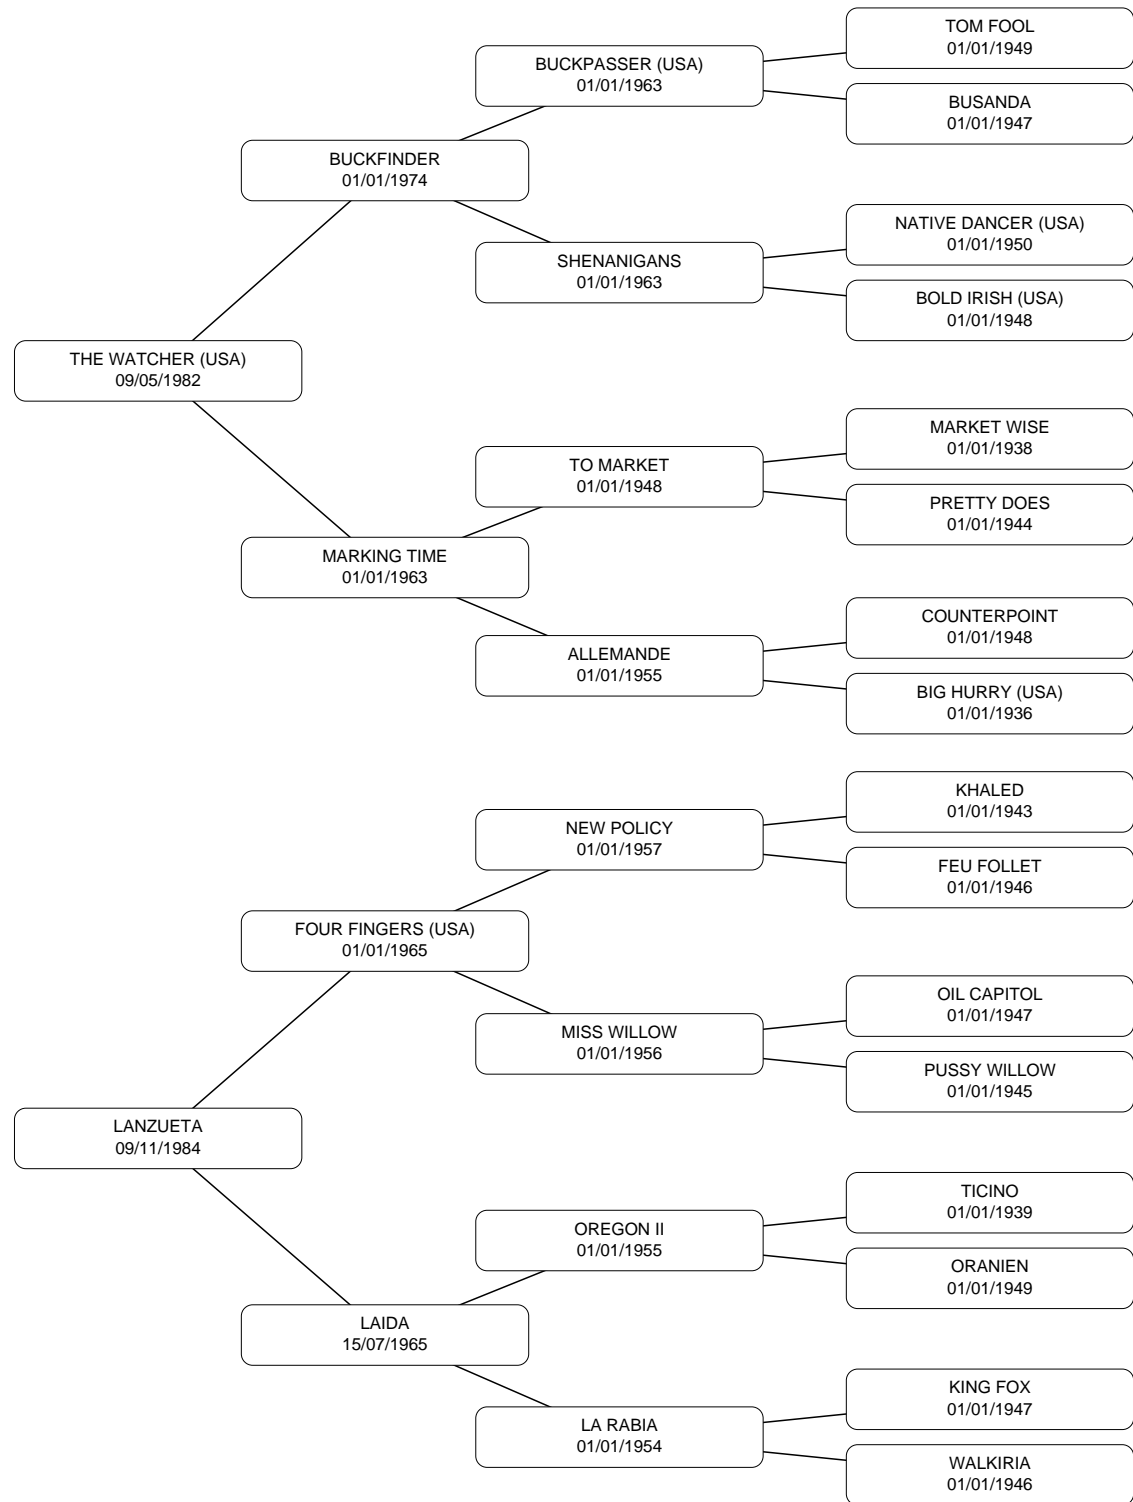 TOM FOOL
01/01/1949
BUCKPASSER (USA)
01/01/1963
BUSANDA
01/01/1947
BUCKFINDER
01/01/1974
NATIVE DANCER (USA)
01/01/1950
SHENANIGANS
01/01/1963
BOLD IRISH (USA)
01/01/1948
THE WATCHER (USA)
09/05/1982
MARKET WISE
01/01/1938
TO MARKET
01/01/1948
PRETTY DOES
01/01/1944
MARKING TIME
01/01/1963
COUNTERPOINT
01/01/1948
ALLEMANDE
01/01/1955
BIG HURRY (USA)
01/01/1936
KHALED
01/01/1943
NEW POLICY
01/01/1957
FEU FOLLET
01/01/1946
FOUR FINGERS (USA)
01/01/1965
OIL CAPITOL
01/01/1947
MISS WILLOW
01/01/1956
PUSSY WILLOW
01/01/1945
LANZUETA
09/11/1984
TICINO
01/01/1939
OREGON II
01/01/1955
ORANIEN
01/01/1949
LAIDA
15/07/1965
KING FOX
01/01/1947
LA RABIA
01/01/1954
WALKIRIA
01/01/1946